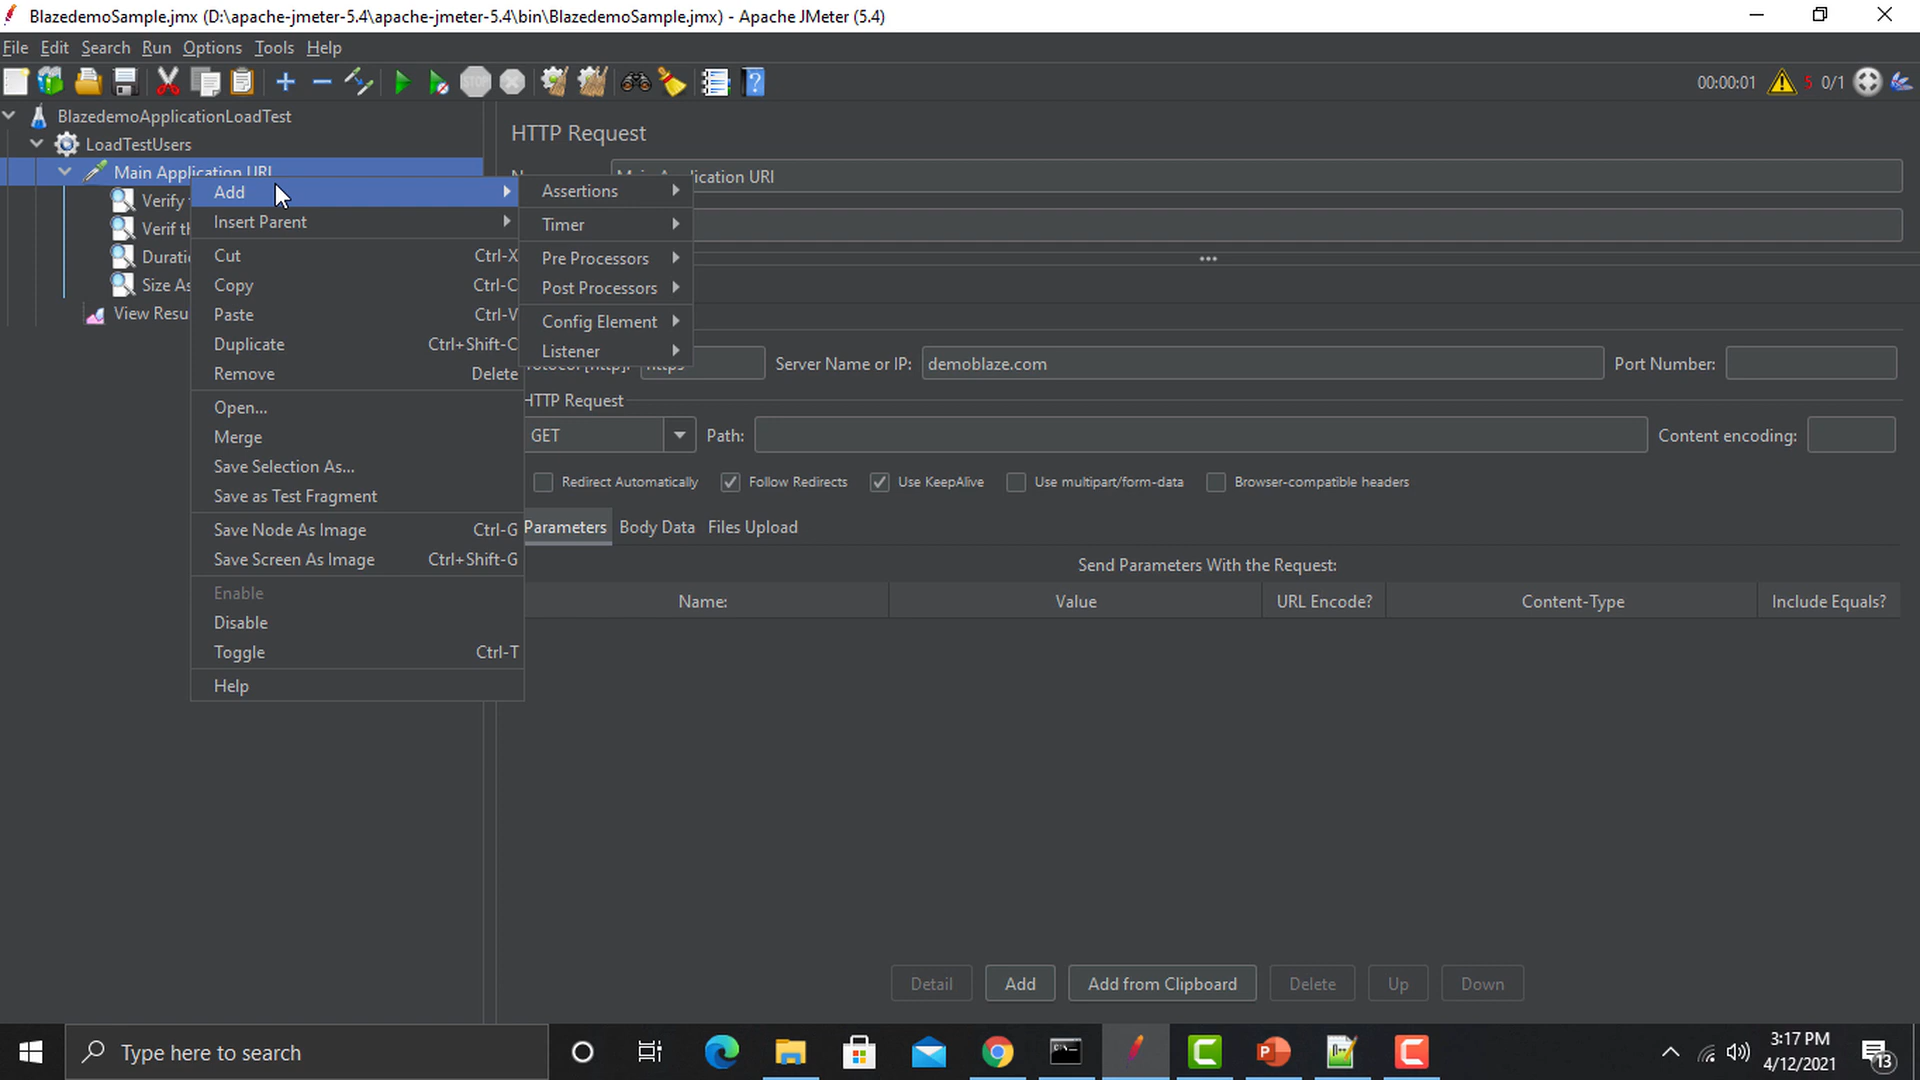 BlazedemoSample.jmx (D:\apache-jmeter-5.4\apache-jmeter-5.4\bin\BlazedemoSample.jmx) - Apache JMeter (5.4)
File Edit Search Run Options Tools Help
STOP
00:00:01 5 0/1
BlazedemoApplicationLoadTest
LoadTestUsers
Main Application URI
Verify
Verif
Size
View
Add
Insert Parent
Cut Ctrl-X
Copy Ctrl-C
Paste Ctrl-V
Duplicate Ctrl+Shift-C
Remove Delete
Open...
Merge
Save Selection As...
Save as Test Fragment
Save Node As Image Ctrl-G
Save Screen As Image Ctrl+Shift-G
Enable
Disable
Toggle Ctrl-T
Help
Assertions
Timer
Pre Processors
Post Processors
Config Element
Listener
HTTP Request
URI
Server Name or IP: demoblaze.com Port Number:
HTTP Request
GET Path: Content encoding:
Redirect Automatically Follow Redirects Use KeepAlive Use multipart/form-data Browser-compatible headers
Parameters Body Data Files Upload
Send Parameters With the Request:
Name: Value URL Encode? Content-Type Include Equals?
Detail Add Add from Clipboard Delete Up Down
Type here to search
3:17 PM
4/12/2021
13